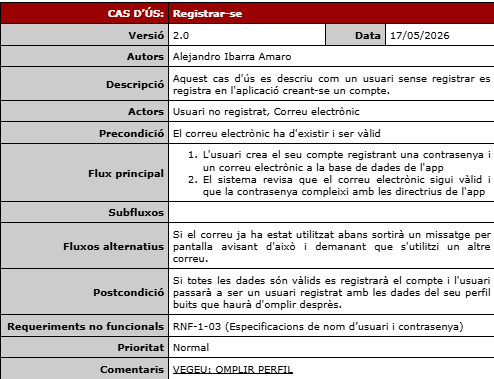 CAS D'ÚS: Registrar-se
Versió 2.0 Data 17/05/2026
Autors Alejandro Ibarra Amaro
Descripció Aquest cas d'ús es descriu com un usuari sense registrar es
registra en l'aplicació creant-se un compte.
Actors Usuari no registrat, Correu electrònic
Precondició El correu electrònic ha d'existir i ser vàlid
Flux principal
1. L'usuari crea el seu compte registrant una contrasenya i
un correu electrònic a la base de dades de l'app
2. El sistema revisa que el correu electrònic sigui vàlid i
que la contrasenya compleixi amb les directrius de l'app
Subfluxos
Fluxos alternatius
Si el correu ja ha estat utilitzat abans sortirà un missatge per
pantalla avisant d'això i demanant que s'utilitzi un altre
correu.
Postcondició
Si totes les dades són vàlids es registrarà el compte i l'usuari
passarà a ser un usuari registrat amb les dades del seu perfil
buits que haurà d'omplir desprès.
Requeriments no funcionals RNF-1-03 (Especificacions de nom d'usuari i contrasenya)
Prioritat Normal
Comentaris VEGEU: OMPLIR PERFIL